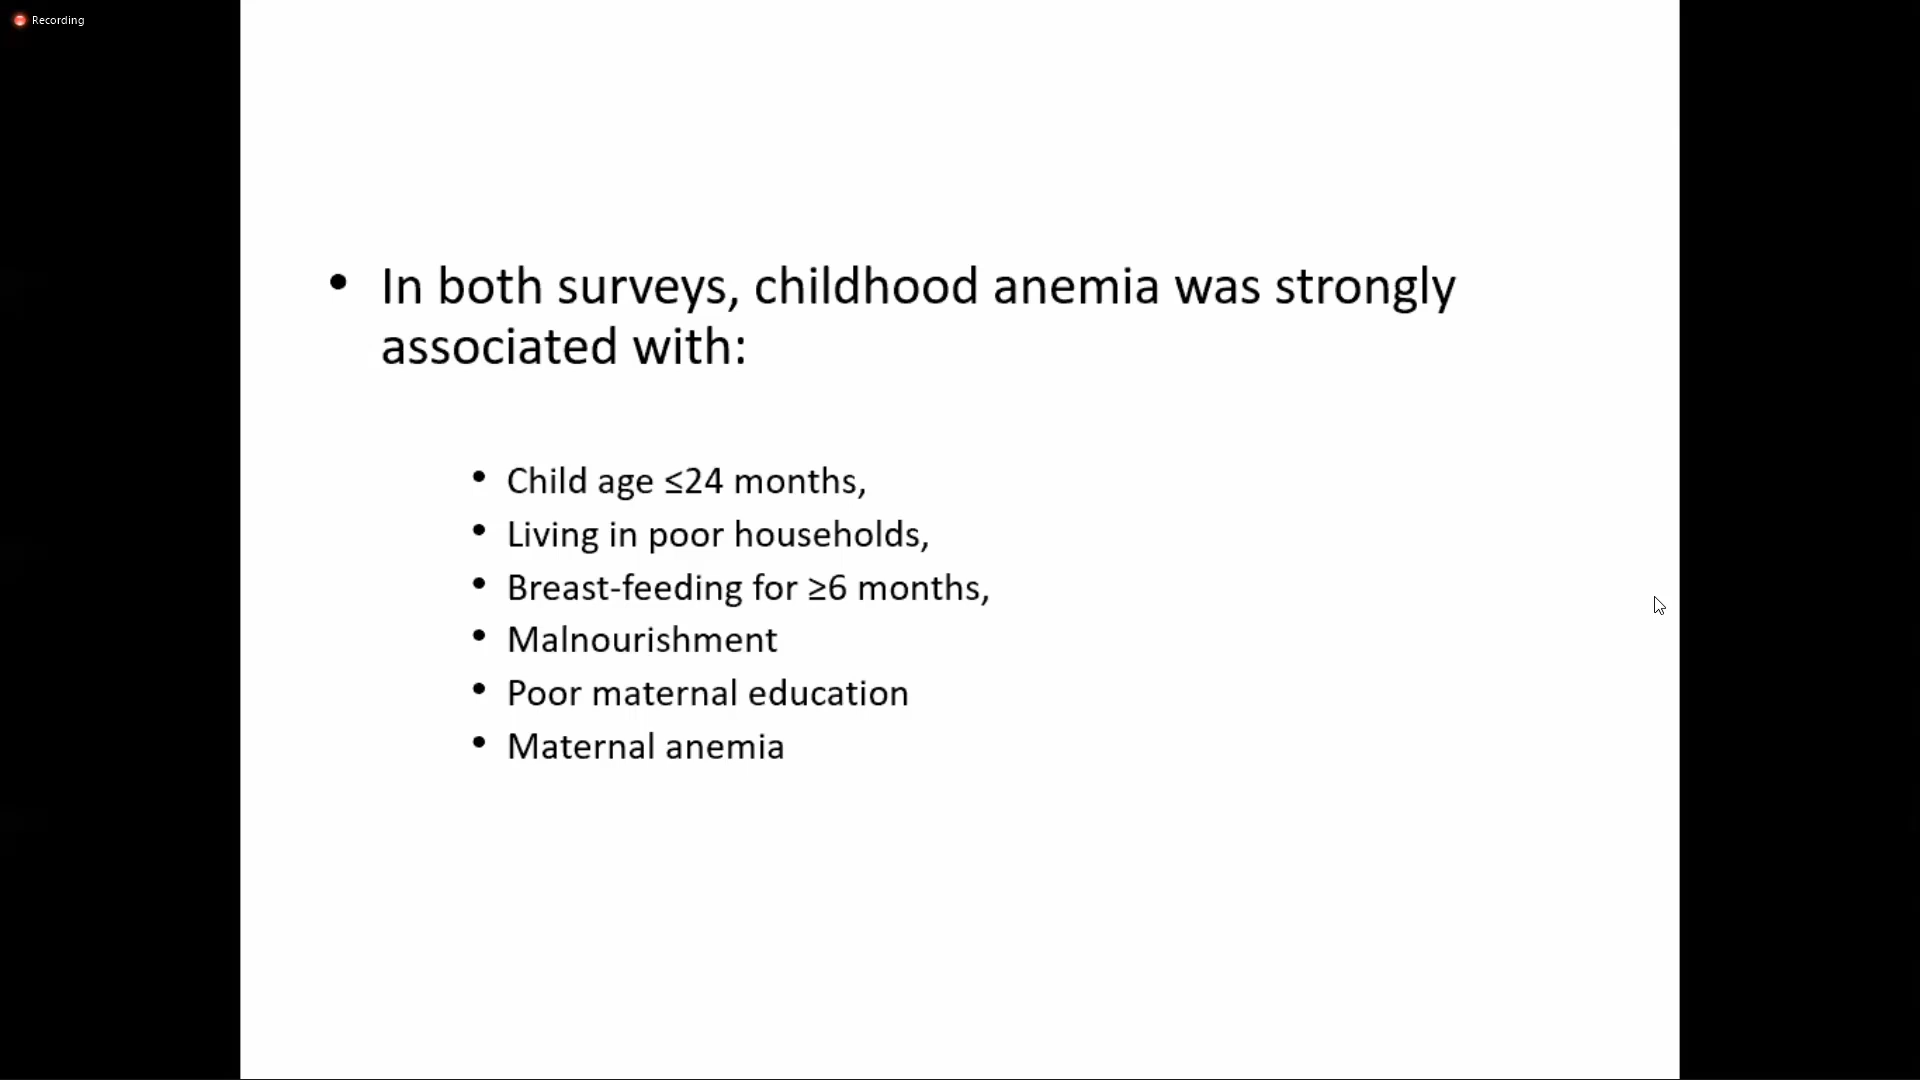 Recording
• In both surveys, childhood anemia was strongly
associated with:
• Child age ≤24 months,
• Living in poor households,
• Breast-feeding for ≥6 months,
• Malnourishment
• Poor maternal education
• Maternal anemia